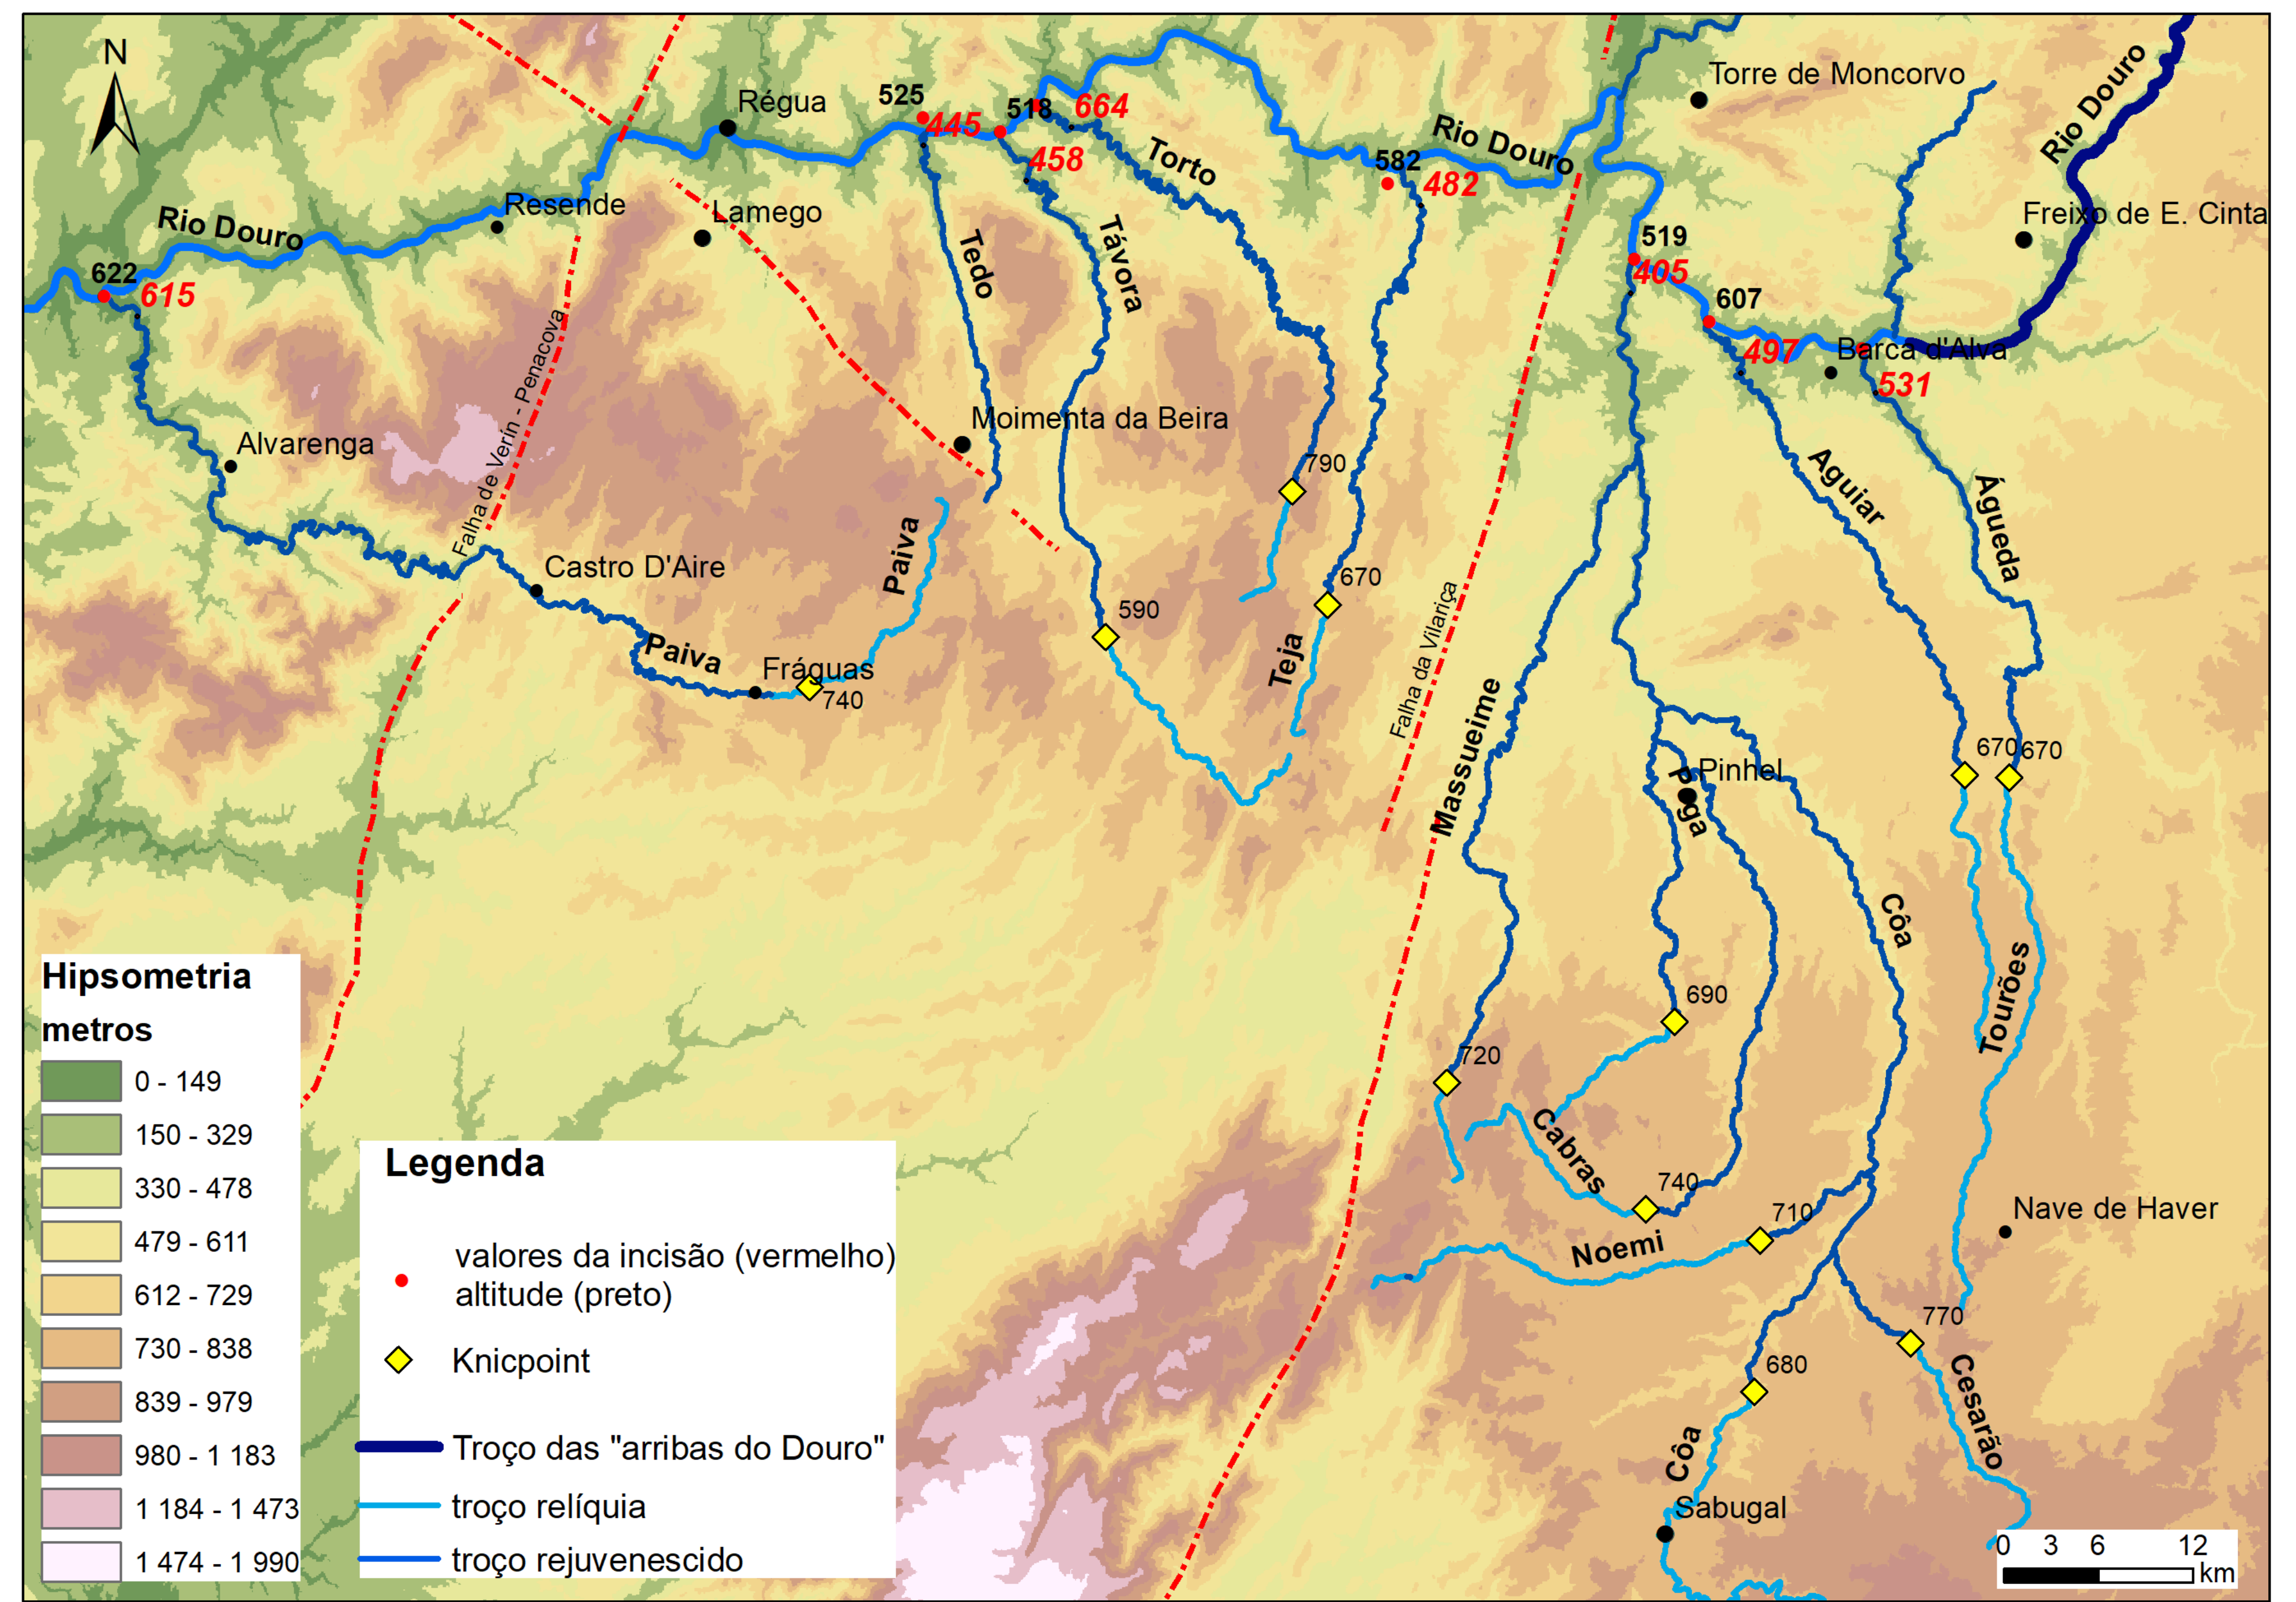 N
Torre de Moncorvo
Rio Douro
Régua
525
445
518
664
458
Torto
582
482
Rio Douro
Resende
Lamego
Rio Douro
622
615
Tedo
Távora
519
405
607
497
Barca d'Alva
531
Freixo de E. Cinta
Falha de Verín - Penacova
Moimenta da Beira
Alvarenga
790
Aguiar
Águeda
Paiva
Castro D'Aire
670
590
Teja
Falha da Vilariça
Paiva
Fráguas
740
Massueime
Pinhel
Pega
670
670
Côa
Tourões
690
720
Cabras
740
710
Noemi
Nave de Haver
770
680
Cesarão
Côa
Sabugal
Hipsometria
metros
0 - 149
150 - 329
330 - 478
479 - 611
612 - 729
730 - 838
839 - 979
980 - 1 183
1 184 - 1 473
1 474 - 1 990
Legenda
valores da incisão (vermelho)
altitude (preto)
Knicpoint
Troço das "arribas do Douro"
troço relíquia
troço rejuvenescido
0 3 6 12
km